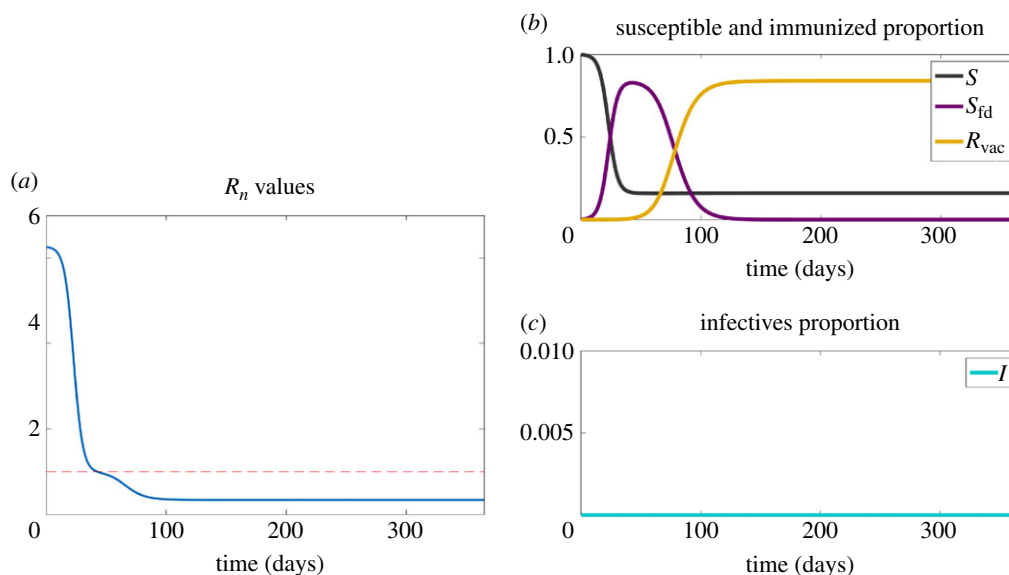 (a)
R_n values
6
4
2
0 100 200 300
time (days)
(b)
susceptible and immunized proportion
1.0
0.5
0 100 200 300
S
S_fd
R_vac
time (days)
(c)
infectives proportion
0.010
0.005
0 100 200 300
I
time (days)